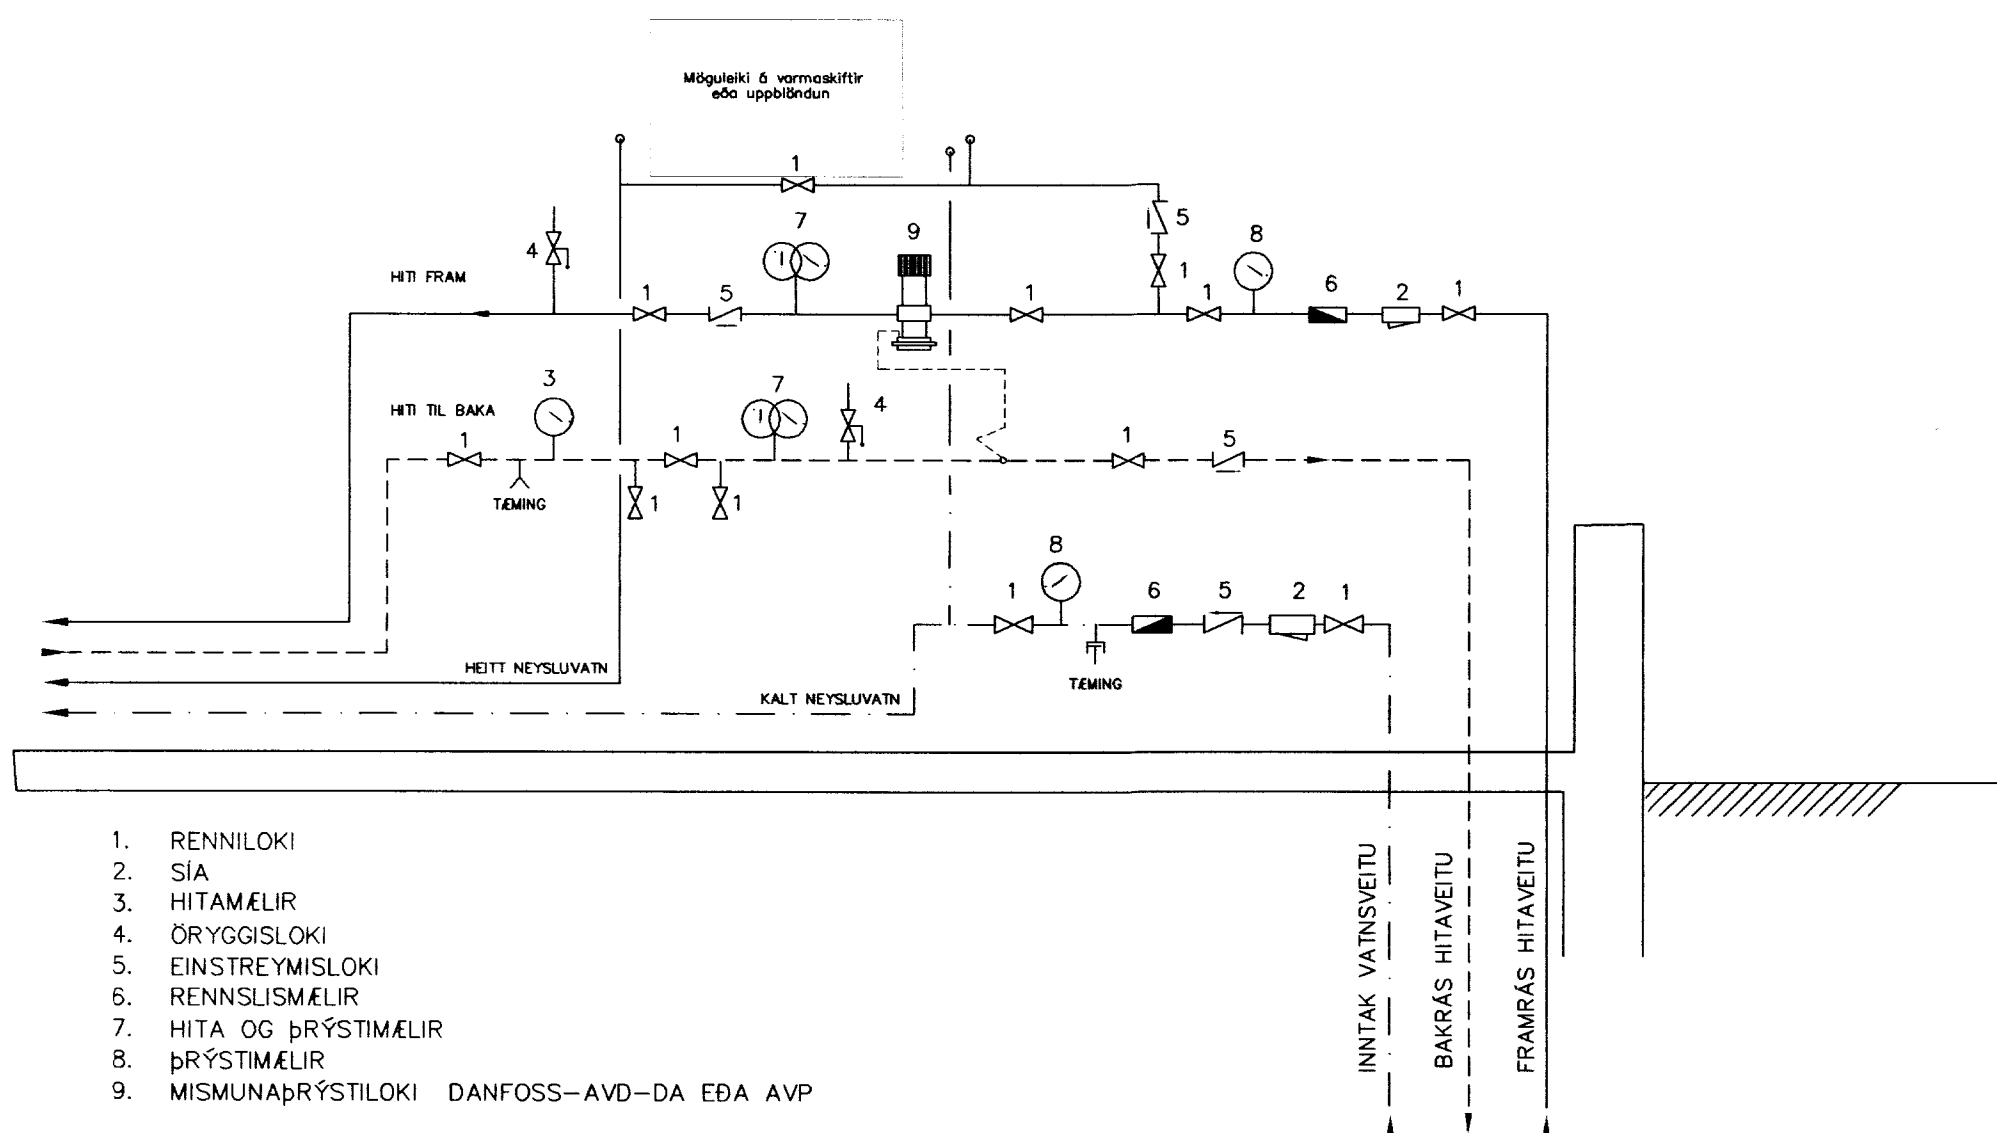 Möguleiki á varmaskiftir
eða uppblöndun
1
7
9
5
8
4
1
HITI FRAM
1
5
1
1
6
2
1
3
7
4
HITI TIL BAKA
1
1
1
5
TÆMING
1
1
8
1
6
5
2
1
HEITT NEYSLUVATN
TÆMING
KALT NEYSLUVATN
1. RENNILOKI
2. SÍA
3. HITAMÆLIR
4. ÖRYGGISLOKI
5. EINSTREYMISLOKI
6. RENNSLISMÆLIR
7. HITA OG ÞRÝSTIMÆLIR
8. ÞRÝSTIMÆLIR
9. MISMUNAÞRÝSTILOKI DANFOSS-AVD-DA EÐA AVP
INNTAK VATNSVEITU
BAKRÁS HITAVEITU
FRAMRÁS HITAVEITU